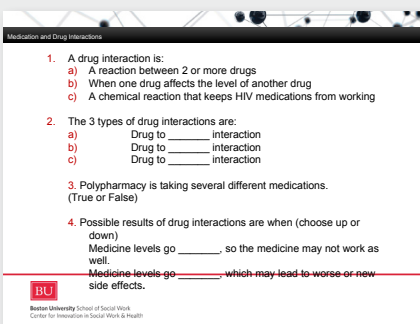 Medication and Drug Interactions
1. A drug interaction is:
a) A reaction between 2 or more drugs
b) When one drug affects the level of another drug
c) A chemical reaction that keeps HIV medications from working
2. The 3 types of drug interactions are:
a) Drug to _______ interaction
b) Drug to _______ interaction
c) Drug to _______ interaction
3. Polypharmacy is taking several different medications.
(True or False)
4. Possible results of drug interactions are when (choose up or
down)
Medicine levels go _______, so the medicine may not work as
well.
Medicine levels go _______, which may lead to worse or new
side effects.
BU
Boston University School of Social Work
Center for Innovation in Social Work & Health